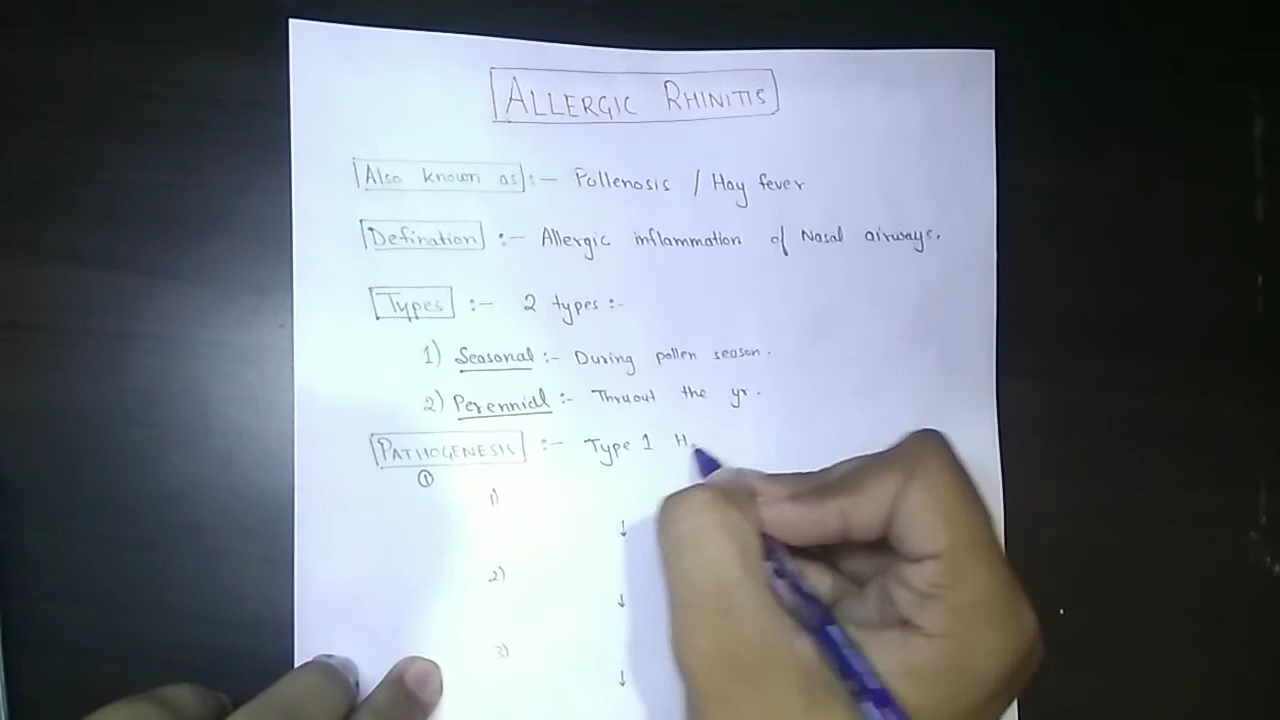 ALLERGIC RHINITIS
Also known as :- Pollenosis / Hay fever
Defination :- Allergic inflammation of Nasal airways.
Types :- 2 types :-
1) Seasonal :- During pollen season.
2) Perennial :- Thruout the yr.
PATHOGENESIS :- Type 1 H
①
1)
↓
2)
↓
3)
↓